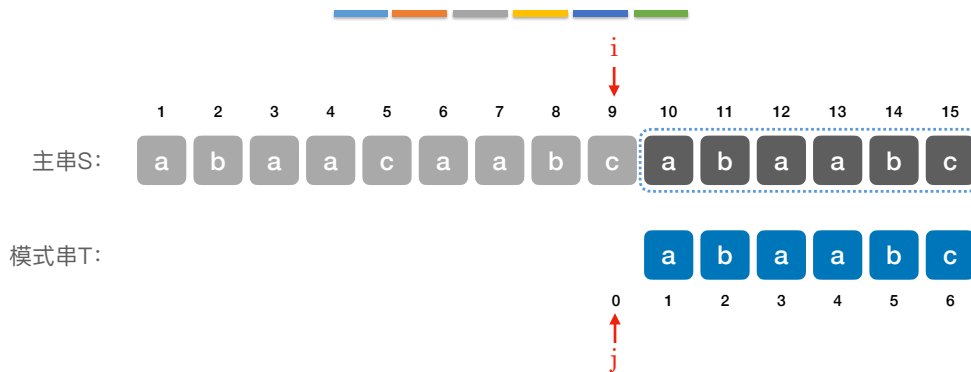 i
1 2 3 4 5 6 7 8 9 10 11 12 13 14 15
主串S: a b a a c a a b c a b a a b c
模式串T: a b a a b c
0 1 2 3 4 5 6
j